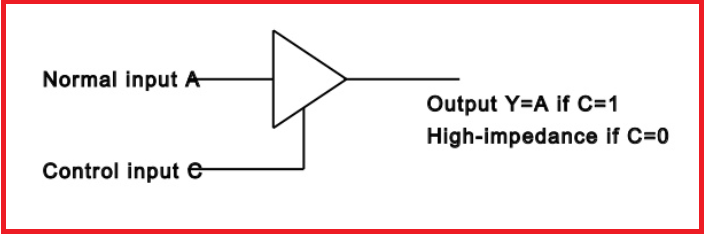 Normal input A
Output Y=A if C=1
High-impedance if C=0
Control input C